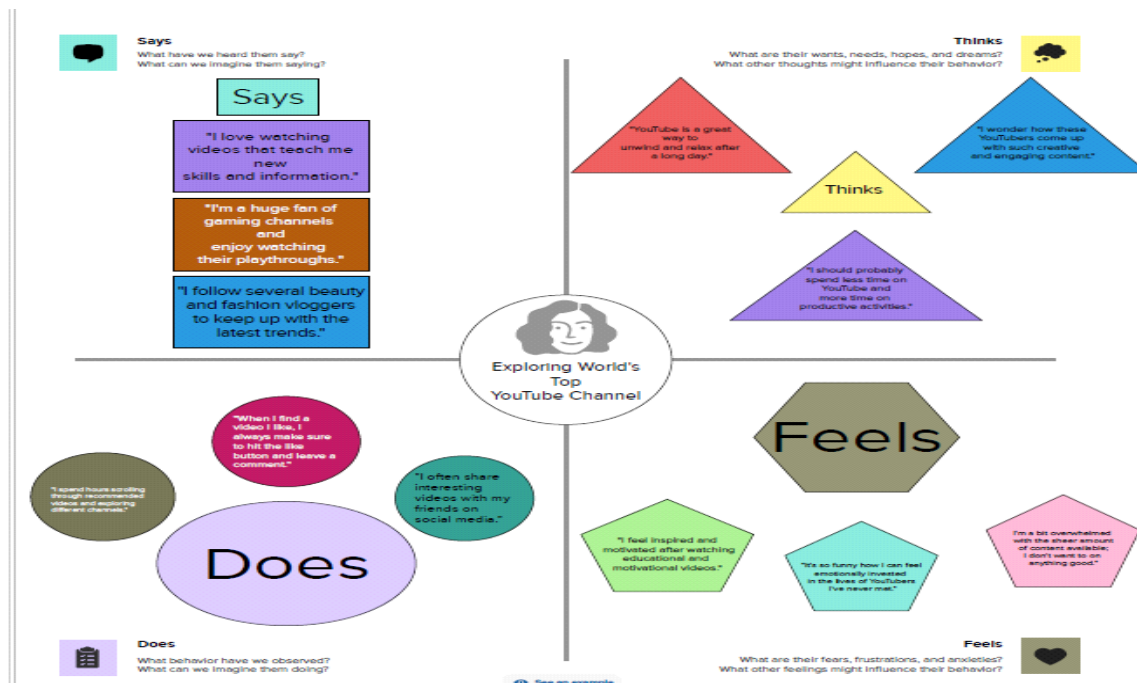 Says
What have we heard them say?
What can we imagine them saying?
Says
"I love watching
videos that teach me
new
skills and information."
"I'm a huge fan of
gaming channels
and
enjoy watching
their playthroughs."
"I follow several beauty
and fashion vloggers
to keep up with the
latest trends."
Thinks
What are their wants, needs, hopes, and dreams?
What other thoughts might influence their behavior?
"YouTube is a great
way to
unwind and relax after
a long day."
"I wonder how these
YouTubers come up
with such creative
and engaging content."
Thinks
"I should probably
spend less time on
YouTube and
more time on
productive activities."
Exploring World's
Top
YouTube Channel
"When I find a
video I like, I
always make sure
to hit the like
button and leave a
comment."
"I spend hours scrolling
through recommended
videos and exploring
different channels."
"I often share
interesting
videos with my
friends on
social media."
Does
Does
What behavior have we observed?
What can we imagine them doing?
Feels
"I feel inspired and
motivated after watching
educational and
motivational videos."
"It's so funny how I can feel
emotionally invested
in the lives of YouTubers
I've never met."
I'm a bit overwhelmed
with the sheer amount
of content available;
I don't want to on
anything good."
Feels
What are their fears, frustrations, and anxieties?
What other feelings might influence their behavior?
See an example